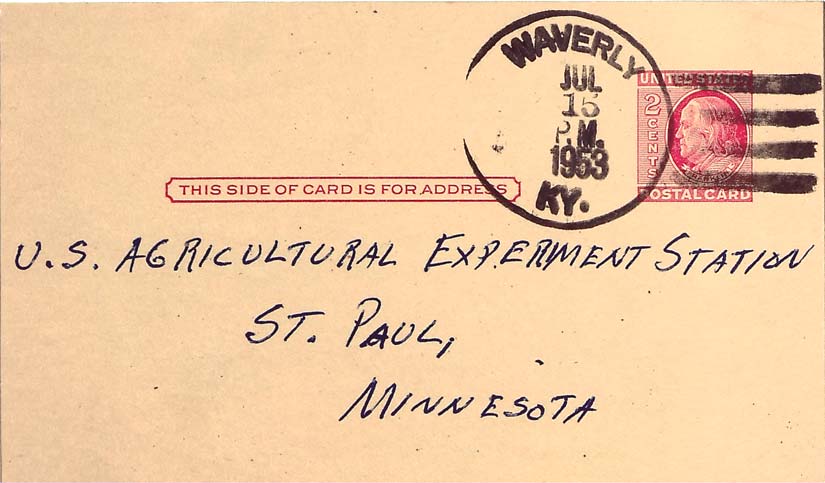 WAVERLY
JUL
15
P.M.
1953
KY.
UNITED STATES
2
CENTS
FRANKLIN
POSTAL CARD
THIS SIDE OF CARD IS FOR ADDRESS
U.S. AGRICULTURAL EXPERIMENT STATION
ST. PAUL,
MINNESOTA